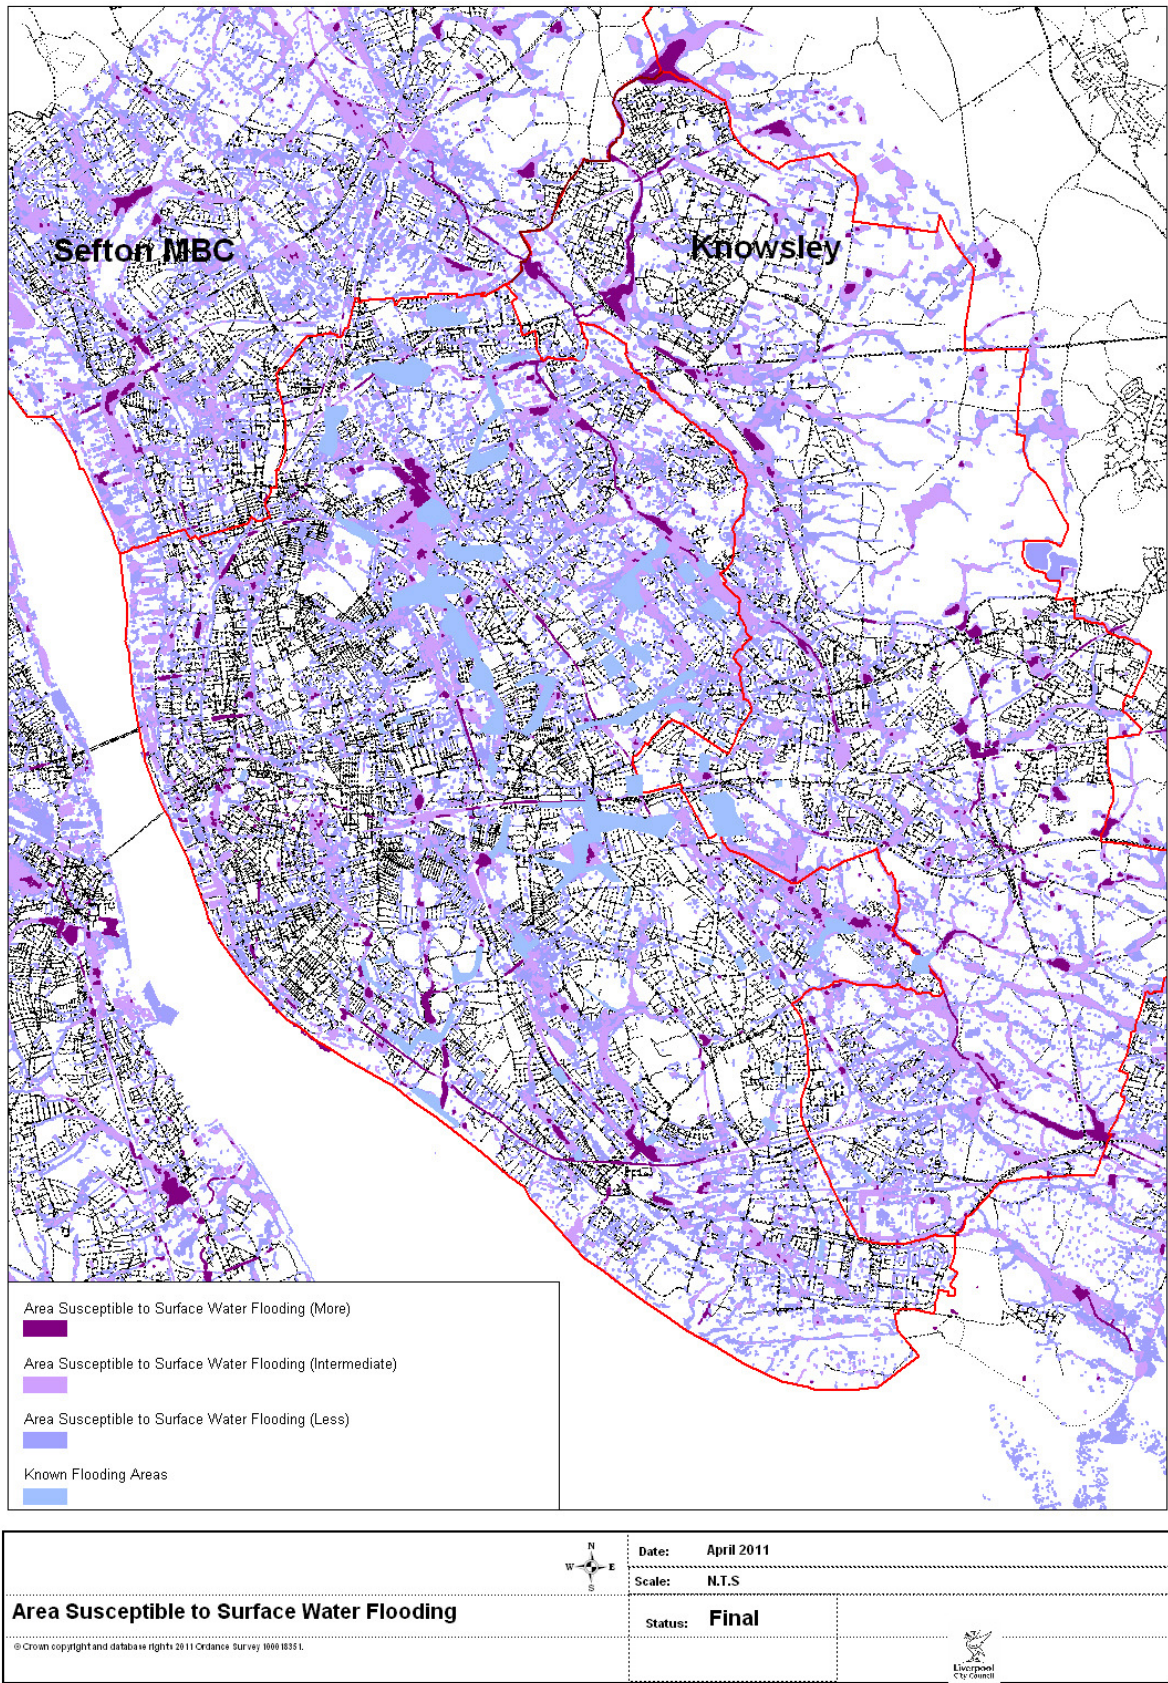 Sefton MBC
Knowsley
Area Susceptible to Surface Water Flooding (More)
Area Susceptible to Surface Water Flooding (Intermediate)
Area Susceptible to Surface Water Flooding (Less)
Known Flooding Areas
N
W E
S
Date: April 2011
Scale: N.T.S
Area Susceptible to Surface Water Flooding
Status: Final
© Crown copyright and database rights 2011 Ordance Survey 100018351.
Liverpool
City Council